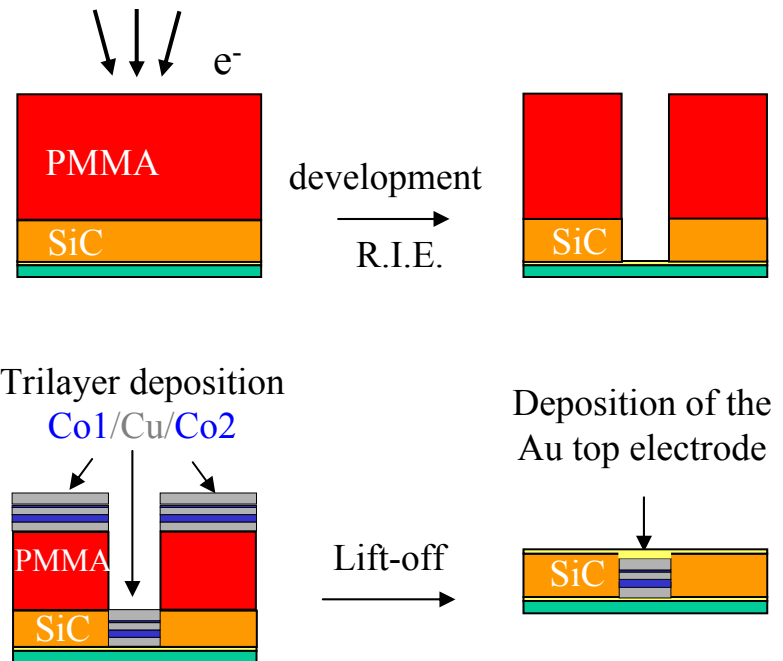 e-
PMMA
SiC
development
R.I.E.
SiC
Trilayer deposition
Co1/Cu/Co2
PMMA
SiC
Lift-off
Deposition of the
Au top electrode
SiC